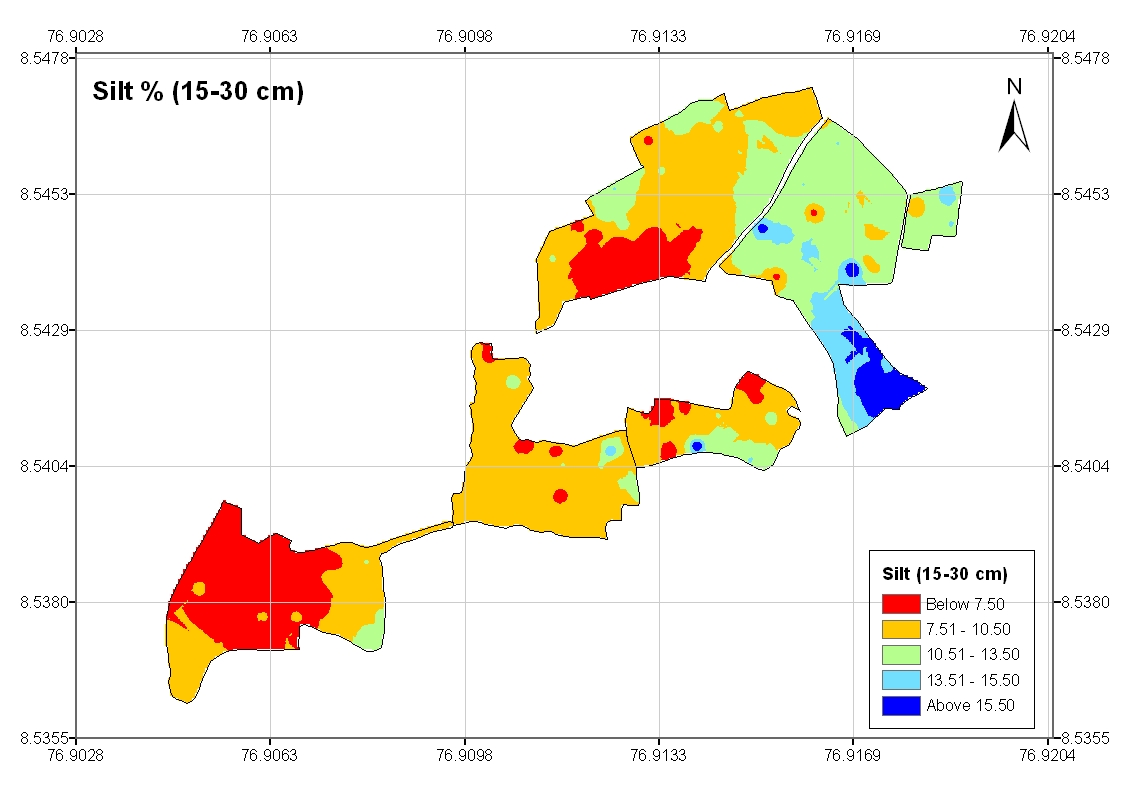 76.9028 76.9063 76.9098 76.9133 76.9169 76.9204
8.5478 8.5478
Silt % (15-30 cm)
N
8.5453 8.5453
8.5429 8.5429
8.5404 8.5404
Silt (15-30 cm)
Below 7.50
8.5380 8.5380
7.51 - 10.50
10.51 - 13.50
13.51 - 15.50
Above 15.50
8.5355 8.5355
76.9028 76.9063 76.9098 76.9133 76.9169 76.9204